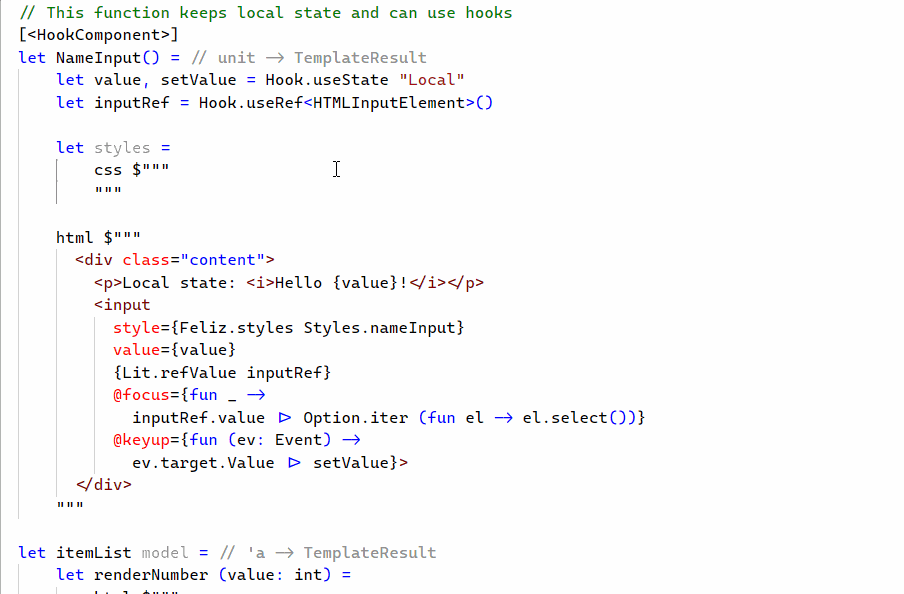 // This function keeps local state and can use hooks
[<HookComponent>]
let NameInput() = // unit -> TemplateResult
    let value, setValue = Hook.useState "Local"
    let inputRef = Hook.useRef<HTMLInputElement>()

    let styles =
        css $"""
        """

    html $"""
      <div class="content">
        <p>Local state: <i>Hello {value}!</i></p>
        <input
          style={Feliz.styles Styles.nameInput}
          value={value}
          {Lit.refValue inputRef}
          @focus={fun _ ->
            inputRef.value |> Option.iter (fun el -> el.select())}
          @keyup={fun (ev: Event) ->
            ev.target.Value |> setValue}>
      </div>
    """

let itemList model = // 'a -> TemplateResult
    let renderNumber (value: int) =
        html $"""